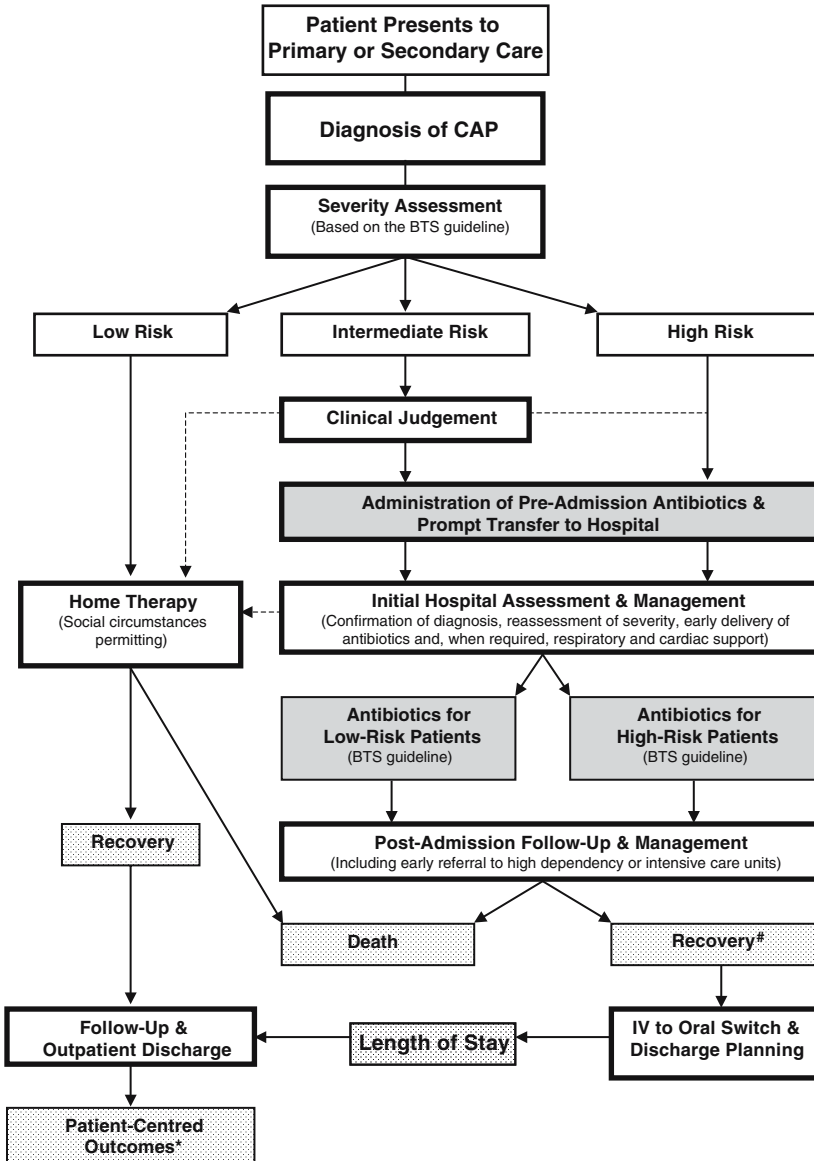 Patient Presents to
Primary or Secondary Care
Diagnosis of CAP
Severity Assessment
(Based on the BTS guideline)
Low Risk
Intermediate Risk
High Risk
Clinical Judgement
Administration of Pre-Admission Antibiotics &
Prompt Transfer to Hospital
Home Therapy
(Social circumstances
permitting)
Initial Hospital Assessment & Management
(Confirmation of diagnosis, reassessment of severity, early delivery of
antibiotics and, when required, respiratory and cardiac support)
Antibiotics for
Low-Risk Patients
(BTS guideline)
Antibiotics for
High-Risk Patients
(BTS guideline)
Recovery
Post-Admission Follow-Up & Management
(Including early referral to high dependency or intensive care units)
Death
Recovery#
Follow-Up &
Outpatient Discharge
Length of Stay
IV to Oral Switch &
Discharge Planning
Patient-Centred
Outcomes*